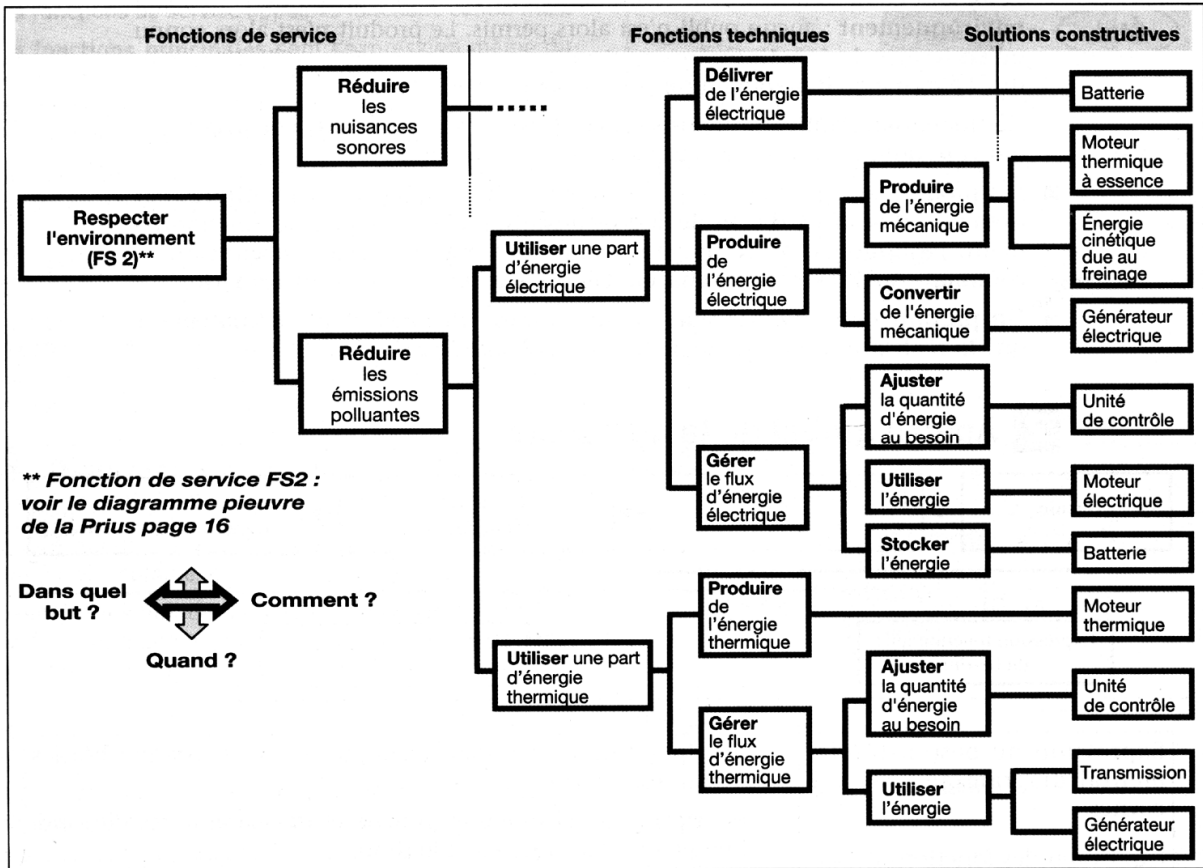 Fonctions de service
Fonctions techniques
Solutions constructives
Respecter
l'environnement
(FS 2)**
Réduire
les
nuisances
sonores
Réduire
les
émissions
polluantes
Utiliser une part
d'énergie
électrique
Utiliser une part
d'énergie
thermique
Délivrer
de l'énergie
électrique
Produire
de
l'énergie
électrique
Gérer
le flux
d'énergie
électrique
Produire
de
l'énergie
thermique
Gérer
le flux
d'énergie
thermique
Produire
de l'énergie
mécanique
Convertir
de l'énergie
mécanique
Ajuster
la quantité
d'énergie
au besoin
Utiliser
l'énergie
Stocker
l'énergie
Ajuster
la quantité
d'énergie
au besoin
Utiliser
l'énergie
Batterie
Moteur
thermique
à essence
Énergie
cinétique
due au
freinage
Générateur
électrique
Unité
de contrôle
Moteur
électrique
Batterie
Moteur
thermique
Unité
de contrôle
Transmission
Générateur
électrique
** Fonction de service FS2 :
voir le diagramme pieuvre
de la Prius page 16
Dans quel
but ?
Comment ?
Quand ?